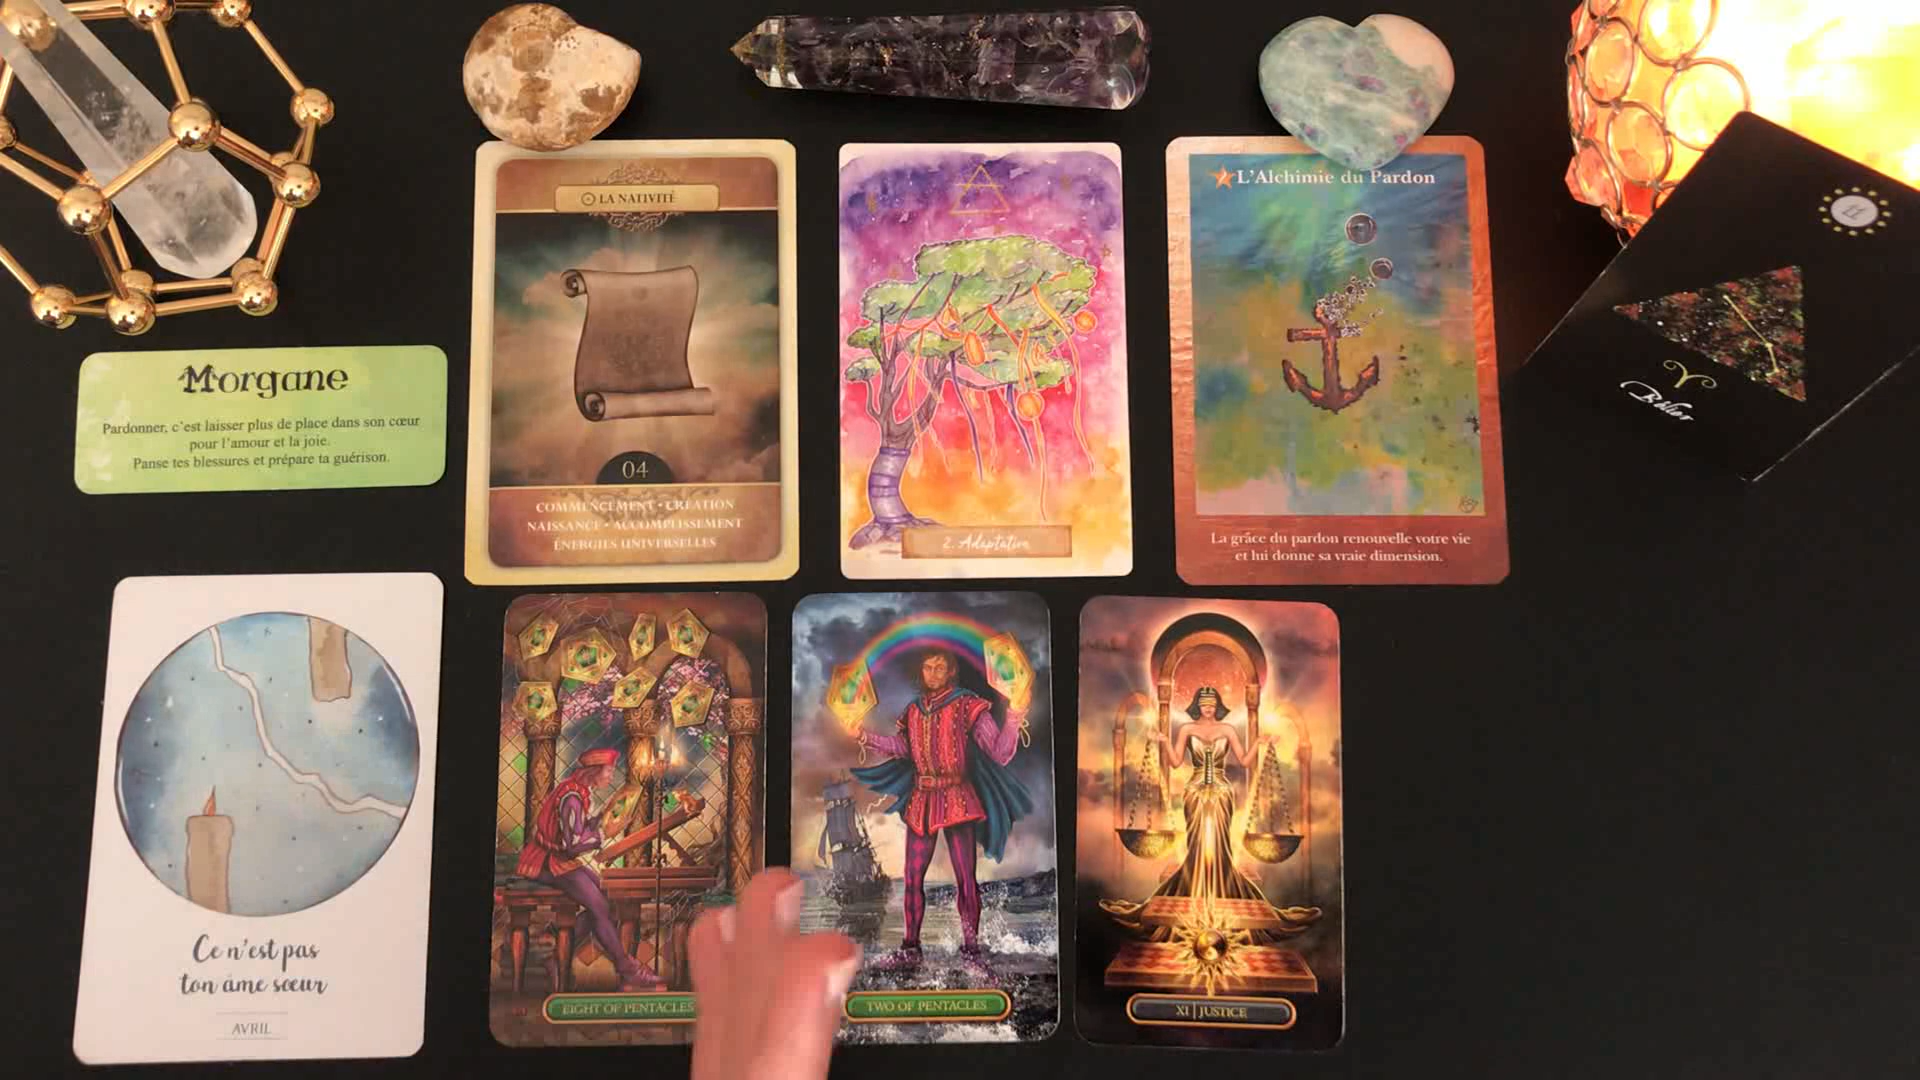 Morgane
Pardonner, c'est laisser plus de place dans son cœur
pour l'amour et la joie.
Panse tes blessures et prépare ta guérison.
LA NATIVITÉ
04
COMMENCEMENT • CRÉATION
NAISSANCE • ACCOMPLISSEMENT
ÉNERGIES UNIVERSELLES
2. Adaptation
L'Alchimie du Pardon
La grâce du pardon renouvelle votre vie
et lui donne sa vraie dimension.
11
Bélier
Ce n'est pas
ton âme sœur
AVRIL
EIGHT OF PENTACLES
TWO OF PENTACLES
XI | JUSTICE